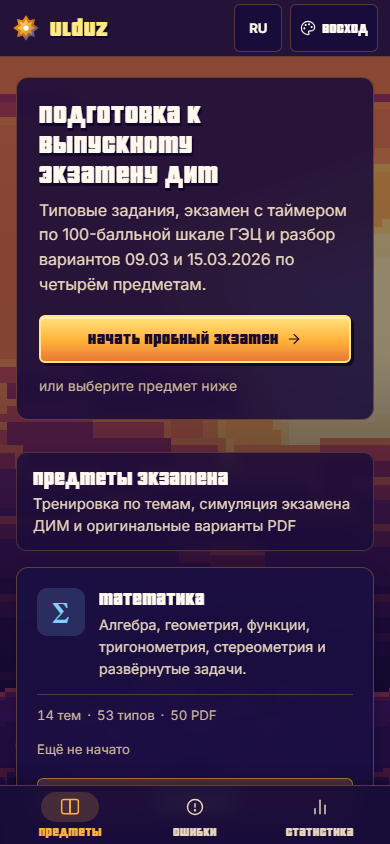 ulduz
RU
восход
подготовка к
выпускному
экзамену дим
Типовые задания, экзамен с таймером
по 100-балльной шкале ГЭЦ и разбор
вариантов 09.03 и 15.03.2026 по
четырём предметам.
начать пробный экзамен →
или выберите предмет ниже
предметы экзамена
Тренировка по темам, симуляция экзамена
ДИМ и оригинальные варианты PDF
Σ
математика
Алгебра, геометрия, функции,
тригонометрия, стереометрия и
развёрнутые задачи.
14 тем · 53 типов · 50 PDF
Ещё не начато
предметы
ошибки
статистика